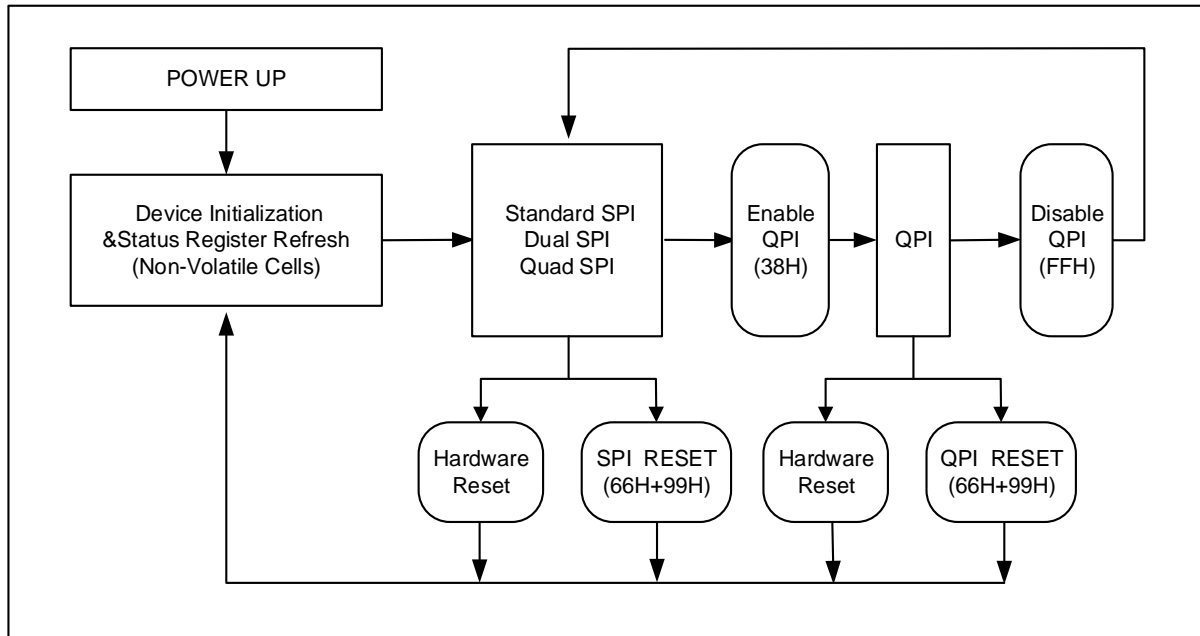 POWER UP
Device Initialization
&Status Register Refresh
(Non-Volatile Cells)
Standard SPI
Dual SPI
Quad SPI
Enable
QPI
(38H)
QPI
Disable
QPI
(FFH)
Hardware
Reset
SPI RESET
(66H+99H)
Hardware
Reset
QPI RESET
(66H+99H)